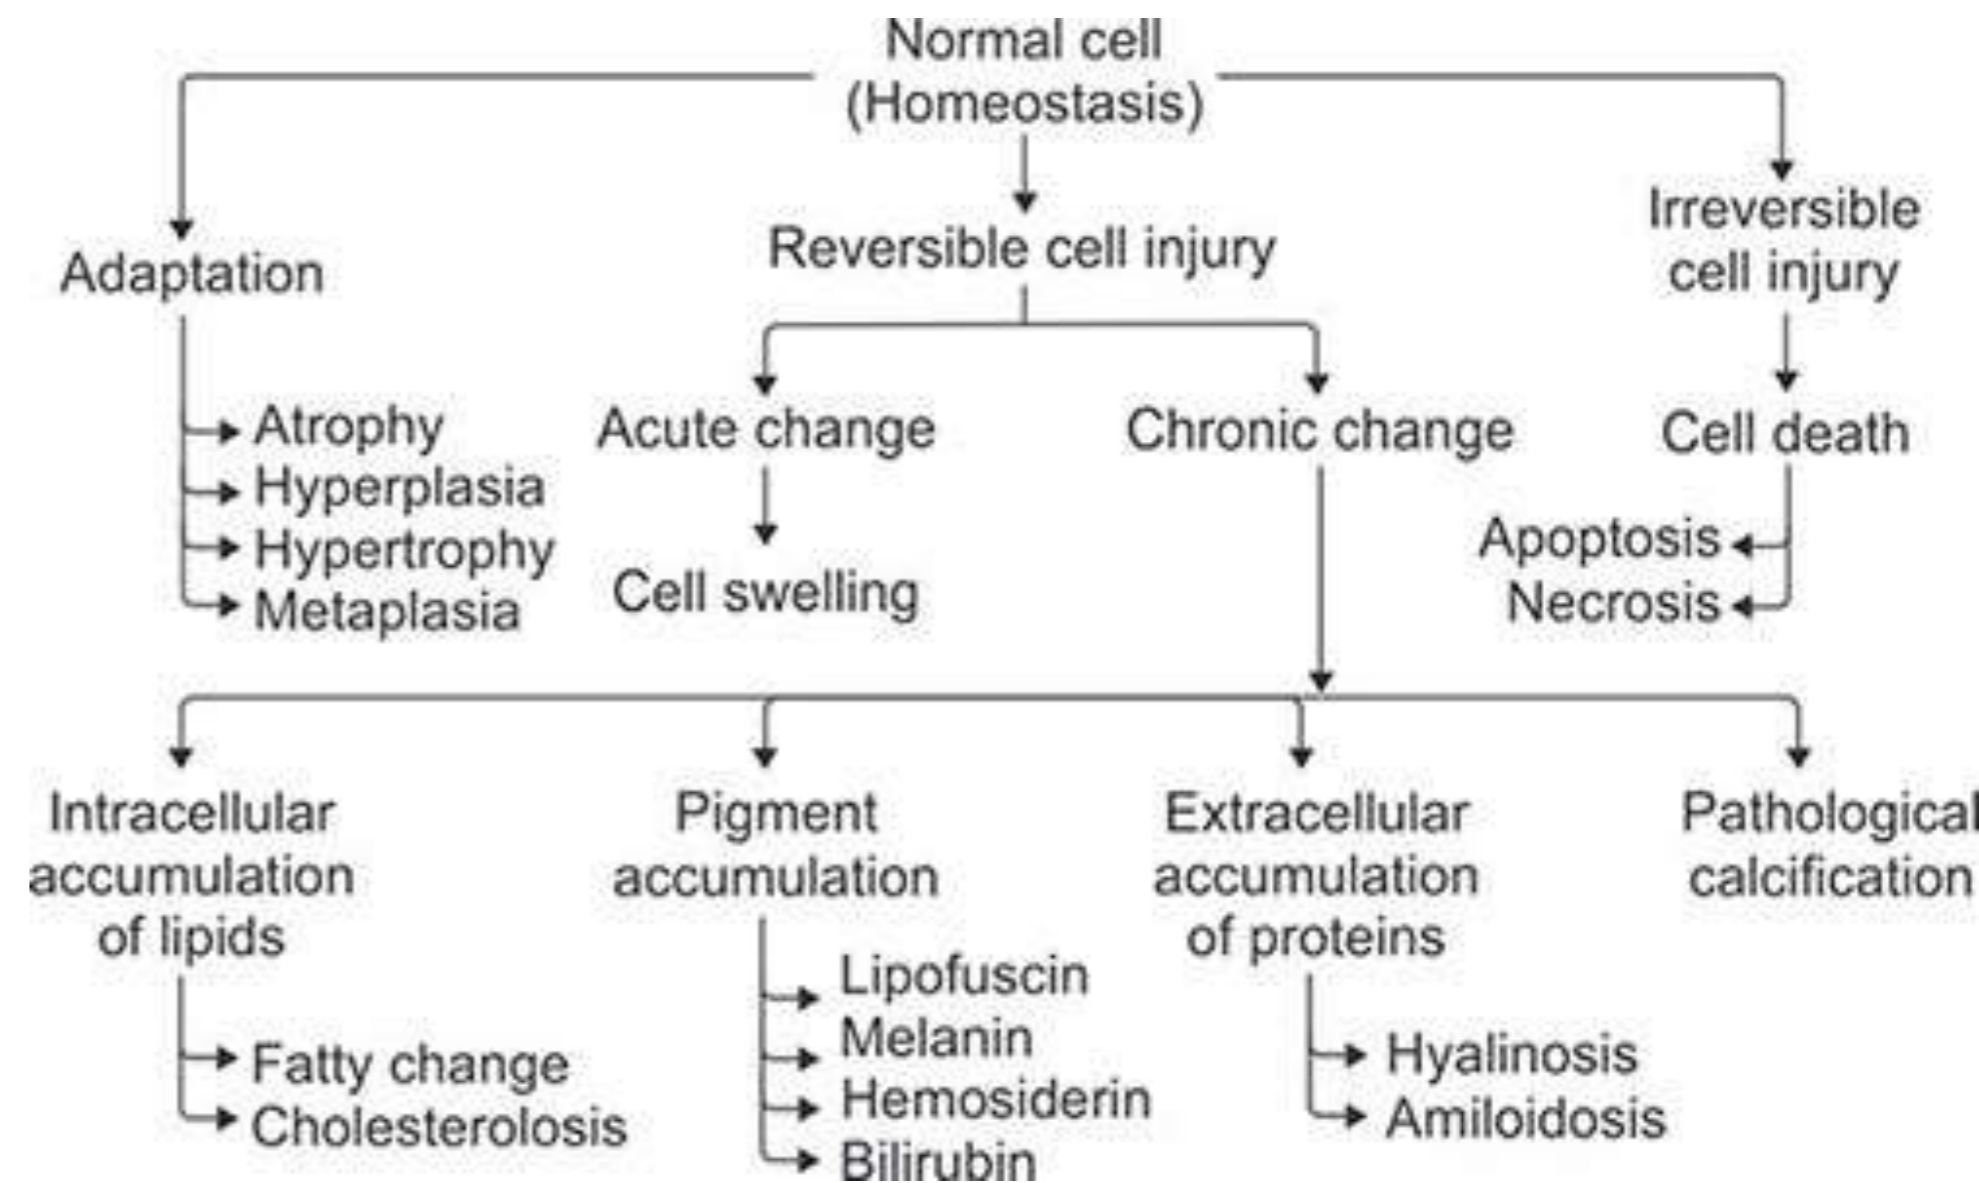 Normal cell
(Homeostasis)
Adaptation
Atrophy
Hyperplasia
Hypertrophy
Metaplasia
Reversible cell injury
Acute change
Cell swelling
Chronic change
Irreversible
cell injury
Cell death
Apoptosis
Necrosis
Intracellular
accumulation
of lipids
Fatty change
Cholesterolosis
Pigment
accumulation
Lipofuscin
Melanin
Hemosiderin
Bilirubin
Extracellular
accumulation
of proteins
Hyalinosis
Amiloidosis
Pathological
calcification